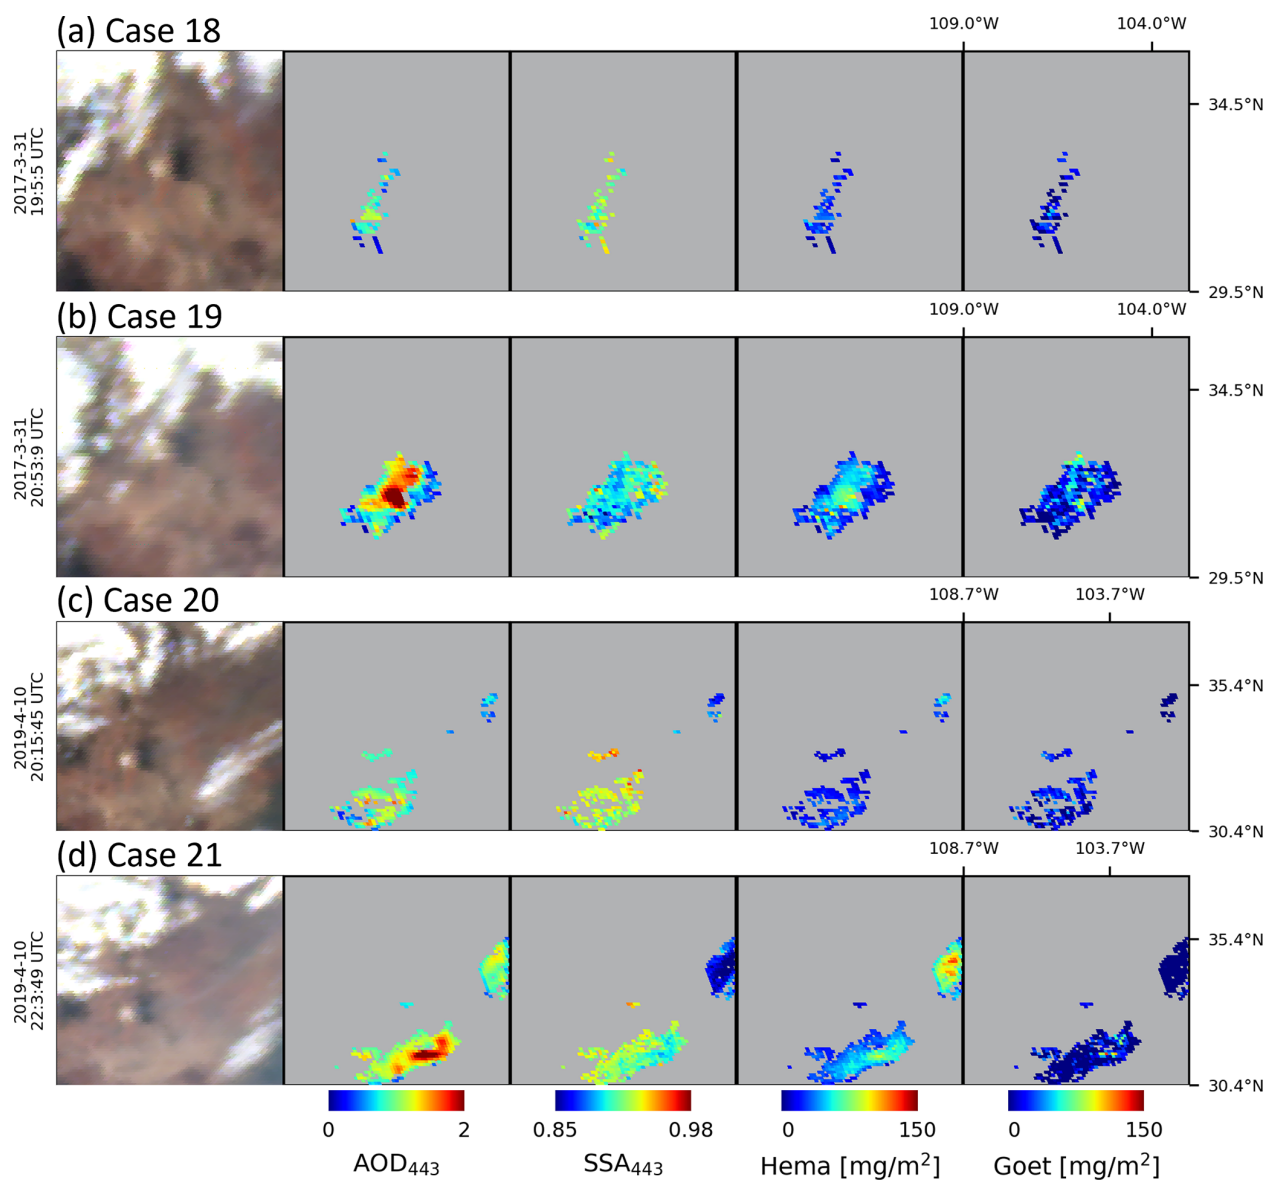 (a) Case 18
109.0°W 104.0°W
2017-3-31
19:5:5 UTC
34.5°N
29.5°N
(b) Case 19
109.0°W 104.0°W
2017-3-31
20:53:9 UTC
34.5°N
29.5°N
(c) Case 20
108.7°W 103.7°W
2019-4-10
20:15:45 UTC
35.4°N
30.4°N
(d) Case 21
108.7°W 103.7°W
2019-4-10
22:3:49 UTC
35.4°N
30.4°N
0 2 0.85 0.98 0 150 0 150
AOD₄₄₃ SSA₄₄₃ Hema [mg/m²] Goet [mg/m²]